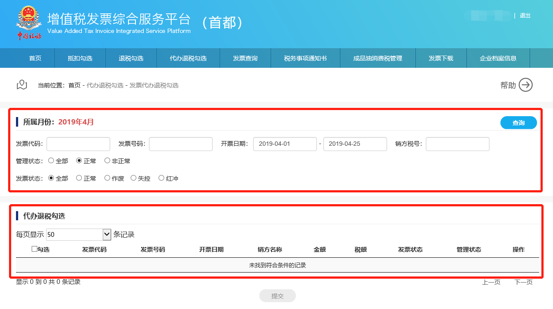 增值税发票综合服务平台 （首都）
Value Added Tax Invoice Integrated Service Platform
| 退出
首页 抵扣勾选 退税勾选 代办退税勾选 发票查询 税务事项通知书 成品油消费税管理 发票下载 企业档案信息
当前位置：首页 - 代办退税勾选 - 发票代办退税勾选 帮助
所属月份：2019年4月 查询
发票代码： 发票号码： 开票日期： 2019-04-01 - 2019-04-25 销方税号：
管理状态： 全部 正常 非正常
发票状态： 全部 正常 作废 失控 红冲
代办退税勾选
每页显示 50 条记录
勾选 发票代码 发票号码 开票日期 销方名称 金额 税额 发票状态 管理状态 操作
未找到符合条件的记录
显示 0 到 0 共 0 条记录 上一页 下一页
提交